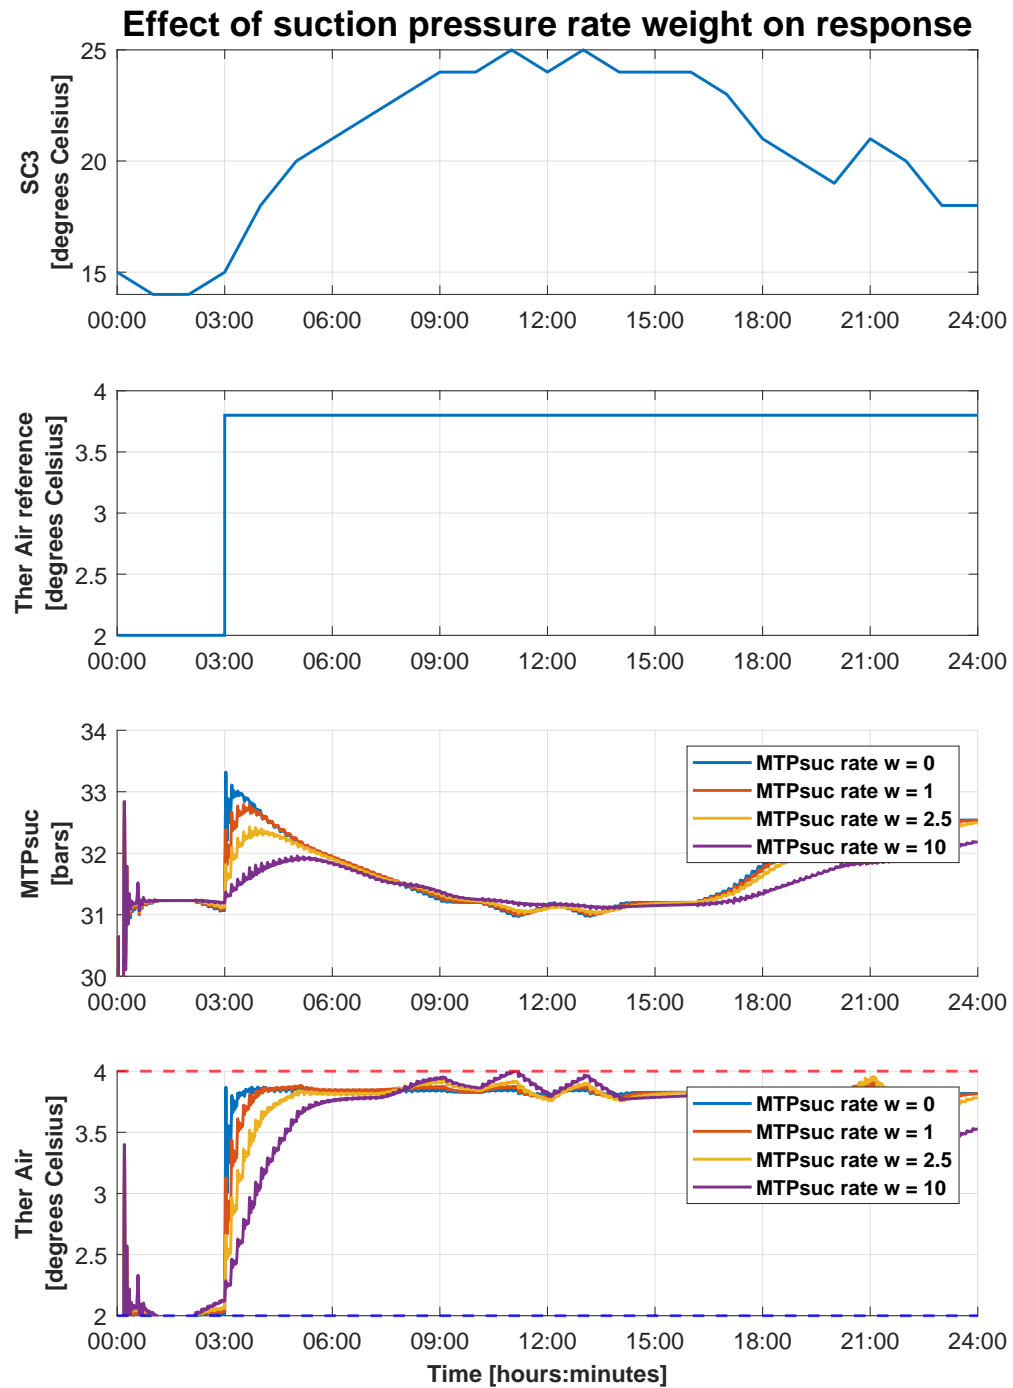 Effect of suction pressure rate weight on response
SC3
[degrees Celsius]
25
20
15
00:00 03:00 06:00 09:00 12:00 15:00 18:00 21:00 24:00
Ther Air reference
[degrees Celsius]
4
3.5
3
2.5
2
00:00 03:00 06:00 09:00 12:00 15:00 18:00 21:00 24:00
MTPsuc
[bars]
34
33
32
31
30
MTPsuc rate w = 0
MTPsuc rate w = 1
MTPsuc rate w = 2.5
MTPsuc rate w = 10
00:00 03:00 06:00 09:00 12:00 15:00 18:00 21:00 24:00
Ther Air
[degrees Celsius]
4
3.5
3
2.5
2
MTPsuc rate w = 0
MTPsuc rate w = 1
MTPsuc rate w = 2.5
MTPsuc rate w = 10
00:00 03:00 06:00 09:00 12:00 15:00 18:00 21:00 24:00
Time [hours:minutes]